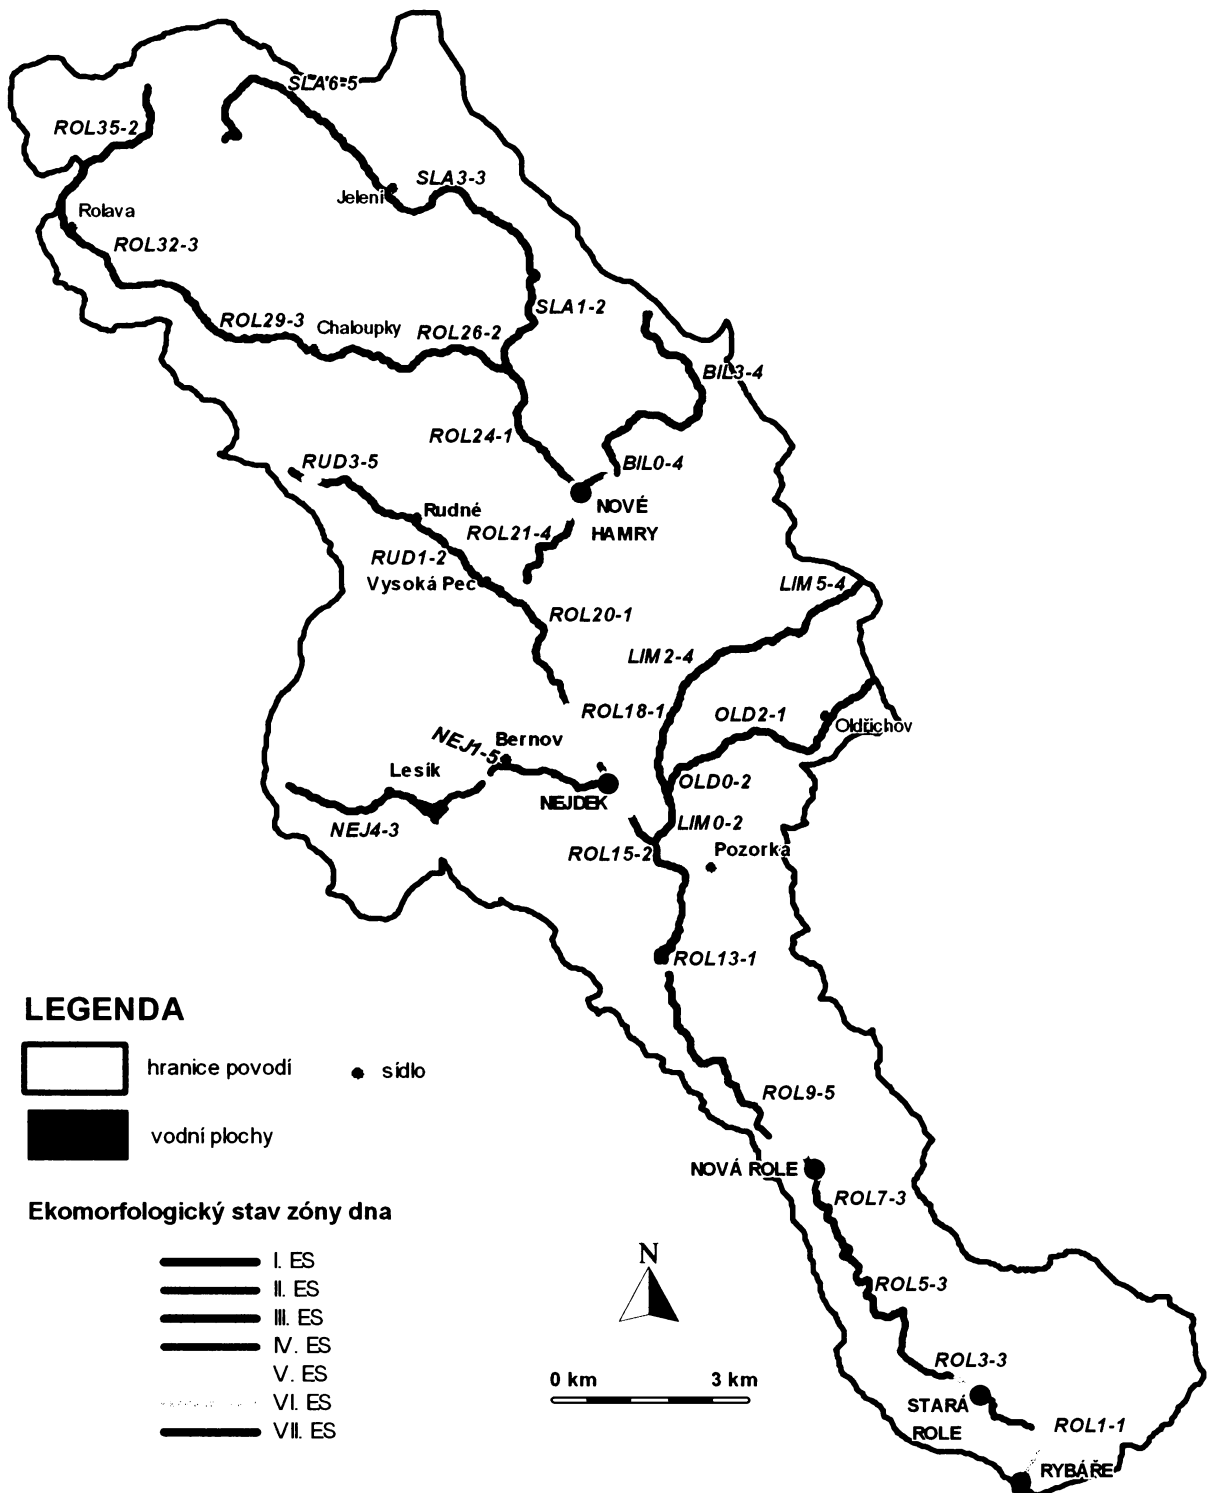 SLA6-5
ROL35-2
SLA3-3
Jeleni
Rolava
ROL32-3
SLA1-2
ROL29-3
Chaloupky
ROL26-2
BIL3-4
ROL24-1
RUD3-5
BIL0-4
NOVÉ
HAMRY
Rudné
ROL21-4
RUD1-2
Vysoká Pec
LIM5-4
ROL20-1
LIM2-4
ROL18-1
OLD2-1
Oldřichov
NEJ1-5
Bernov
Lesík
OLD0-2
NEJDEK
LIM0-2
NEJ4-3
ROL15-2
Pozorka
ROL13-1
LEGENDA
hranice povodí
sídlo
vodní plochy
ROL9-5
NOVÁ ROLE
ROL7-3
Ekomorfologický stav zóny dna
I. ES
II. ES
III. ES
IV. ES
V. ES
VI. ES
VII. ES
N
0 km
3 km
ROL5-3
ROL3-3
STARÁ
ROLE
ROL1-1
RYBÁŘE